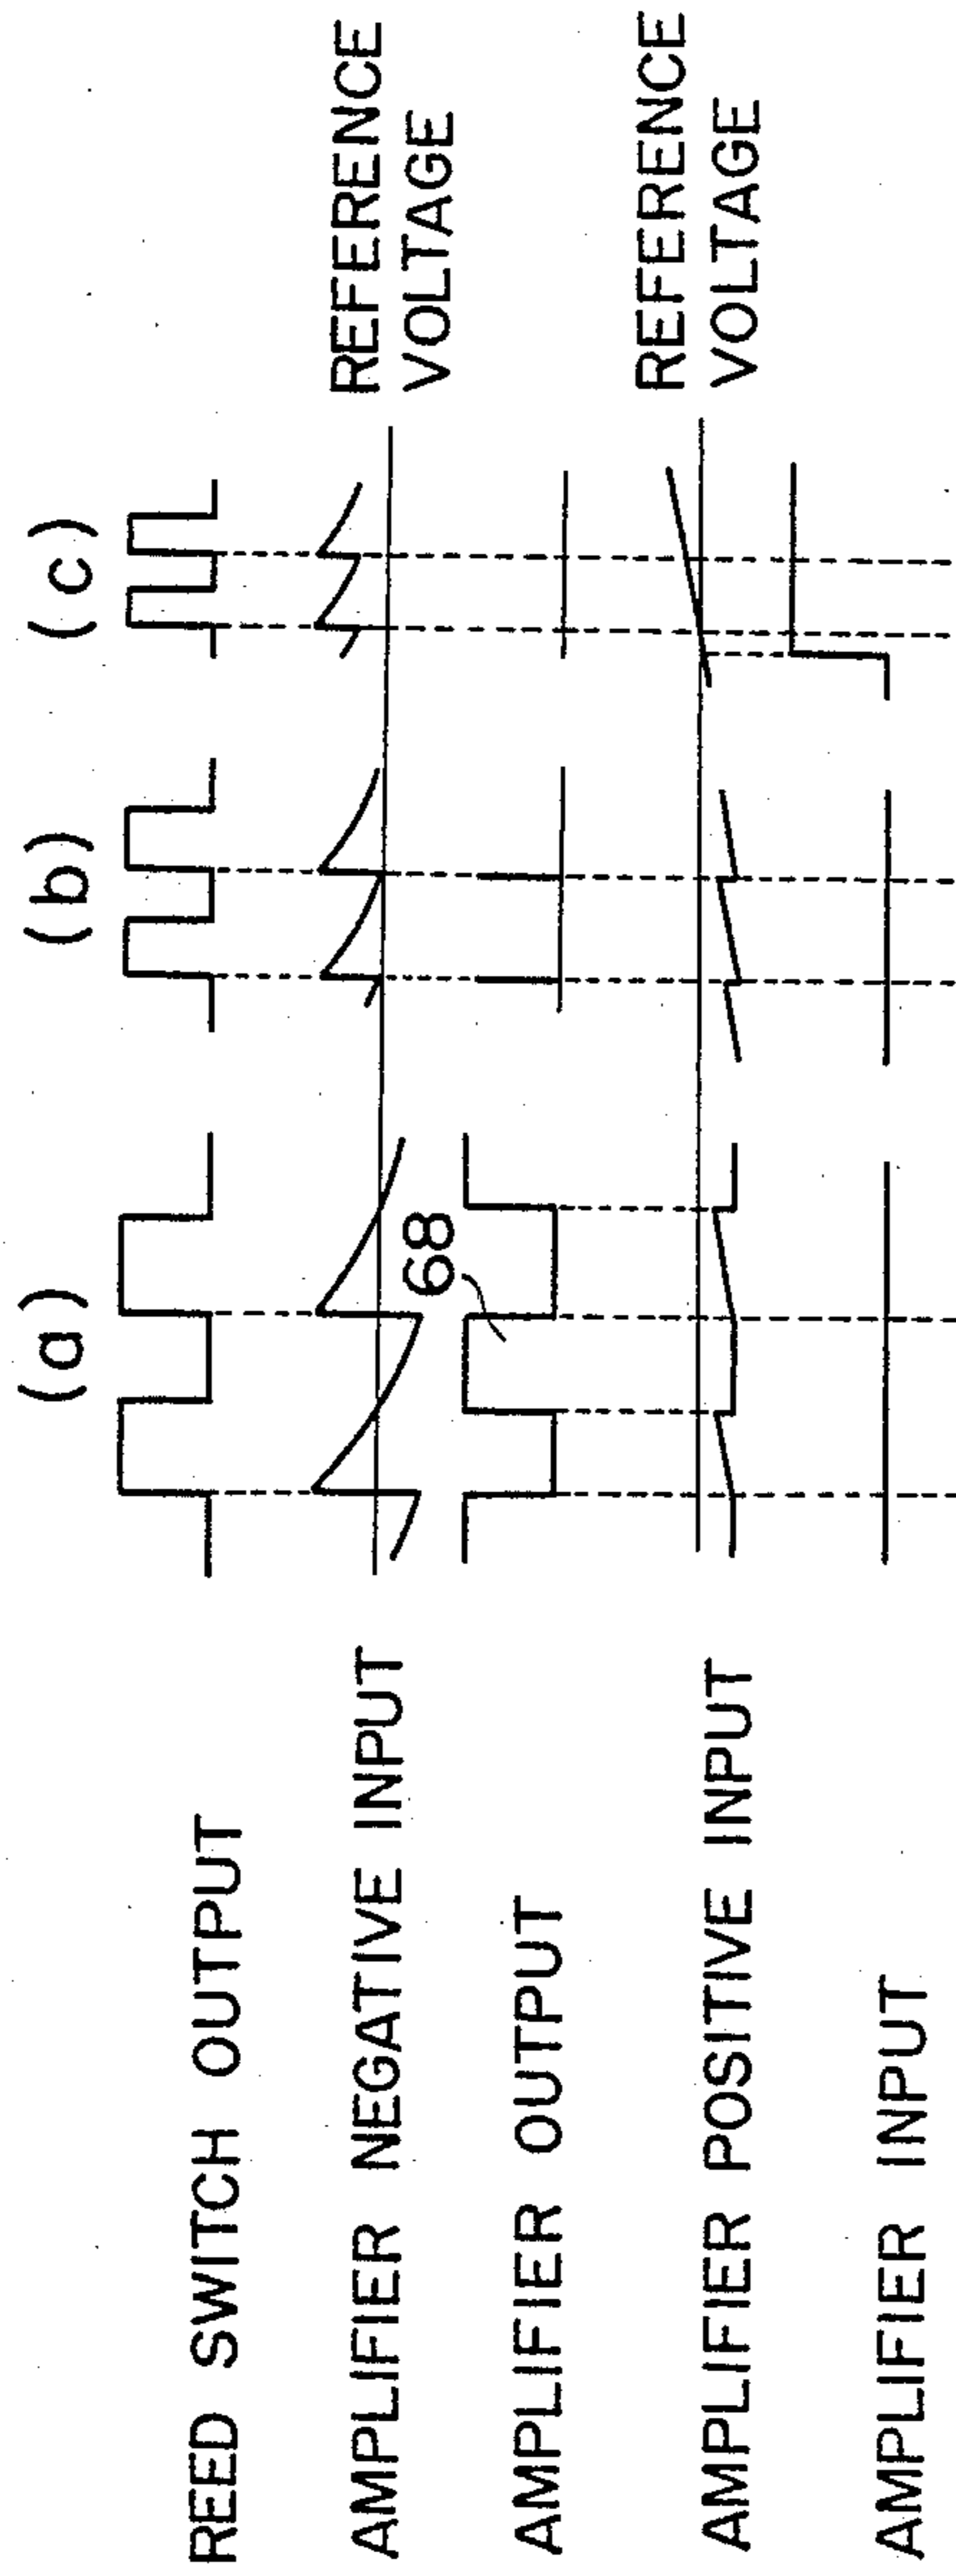 (a)
(b)
(c)
REED SWITCH OUTPUT
AMPLIFIER NEGATIVE INPUT
REFERENCE
VOLTAGE
68
AMPLIFIER OUTPUT
AMPLIFIER POSITIVE INPUT
REFERENCE
VOLTAGE
AMPLIFIER INPUT